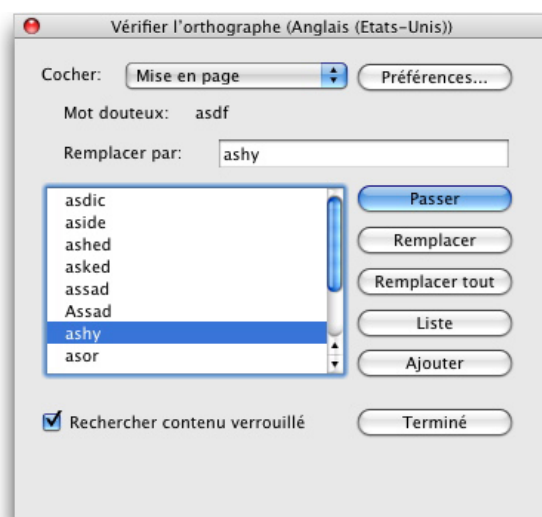 Vérifier l'orthographe (Anglais (Etats-Unis))
Cocher: Mise en page Préférences...
Mot douteux: asdf
Remplacer par: ashy
asdic
aside
ashed
asked
assad
Assad
ashy
asor
Passer
Remplacer
Remplacer tout
Liste
Ajouter
Rechercher contenu verrouillé
Terminé